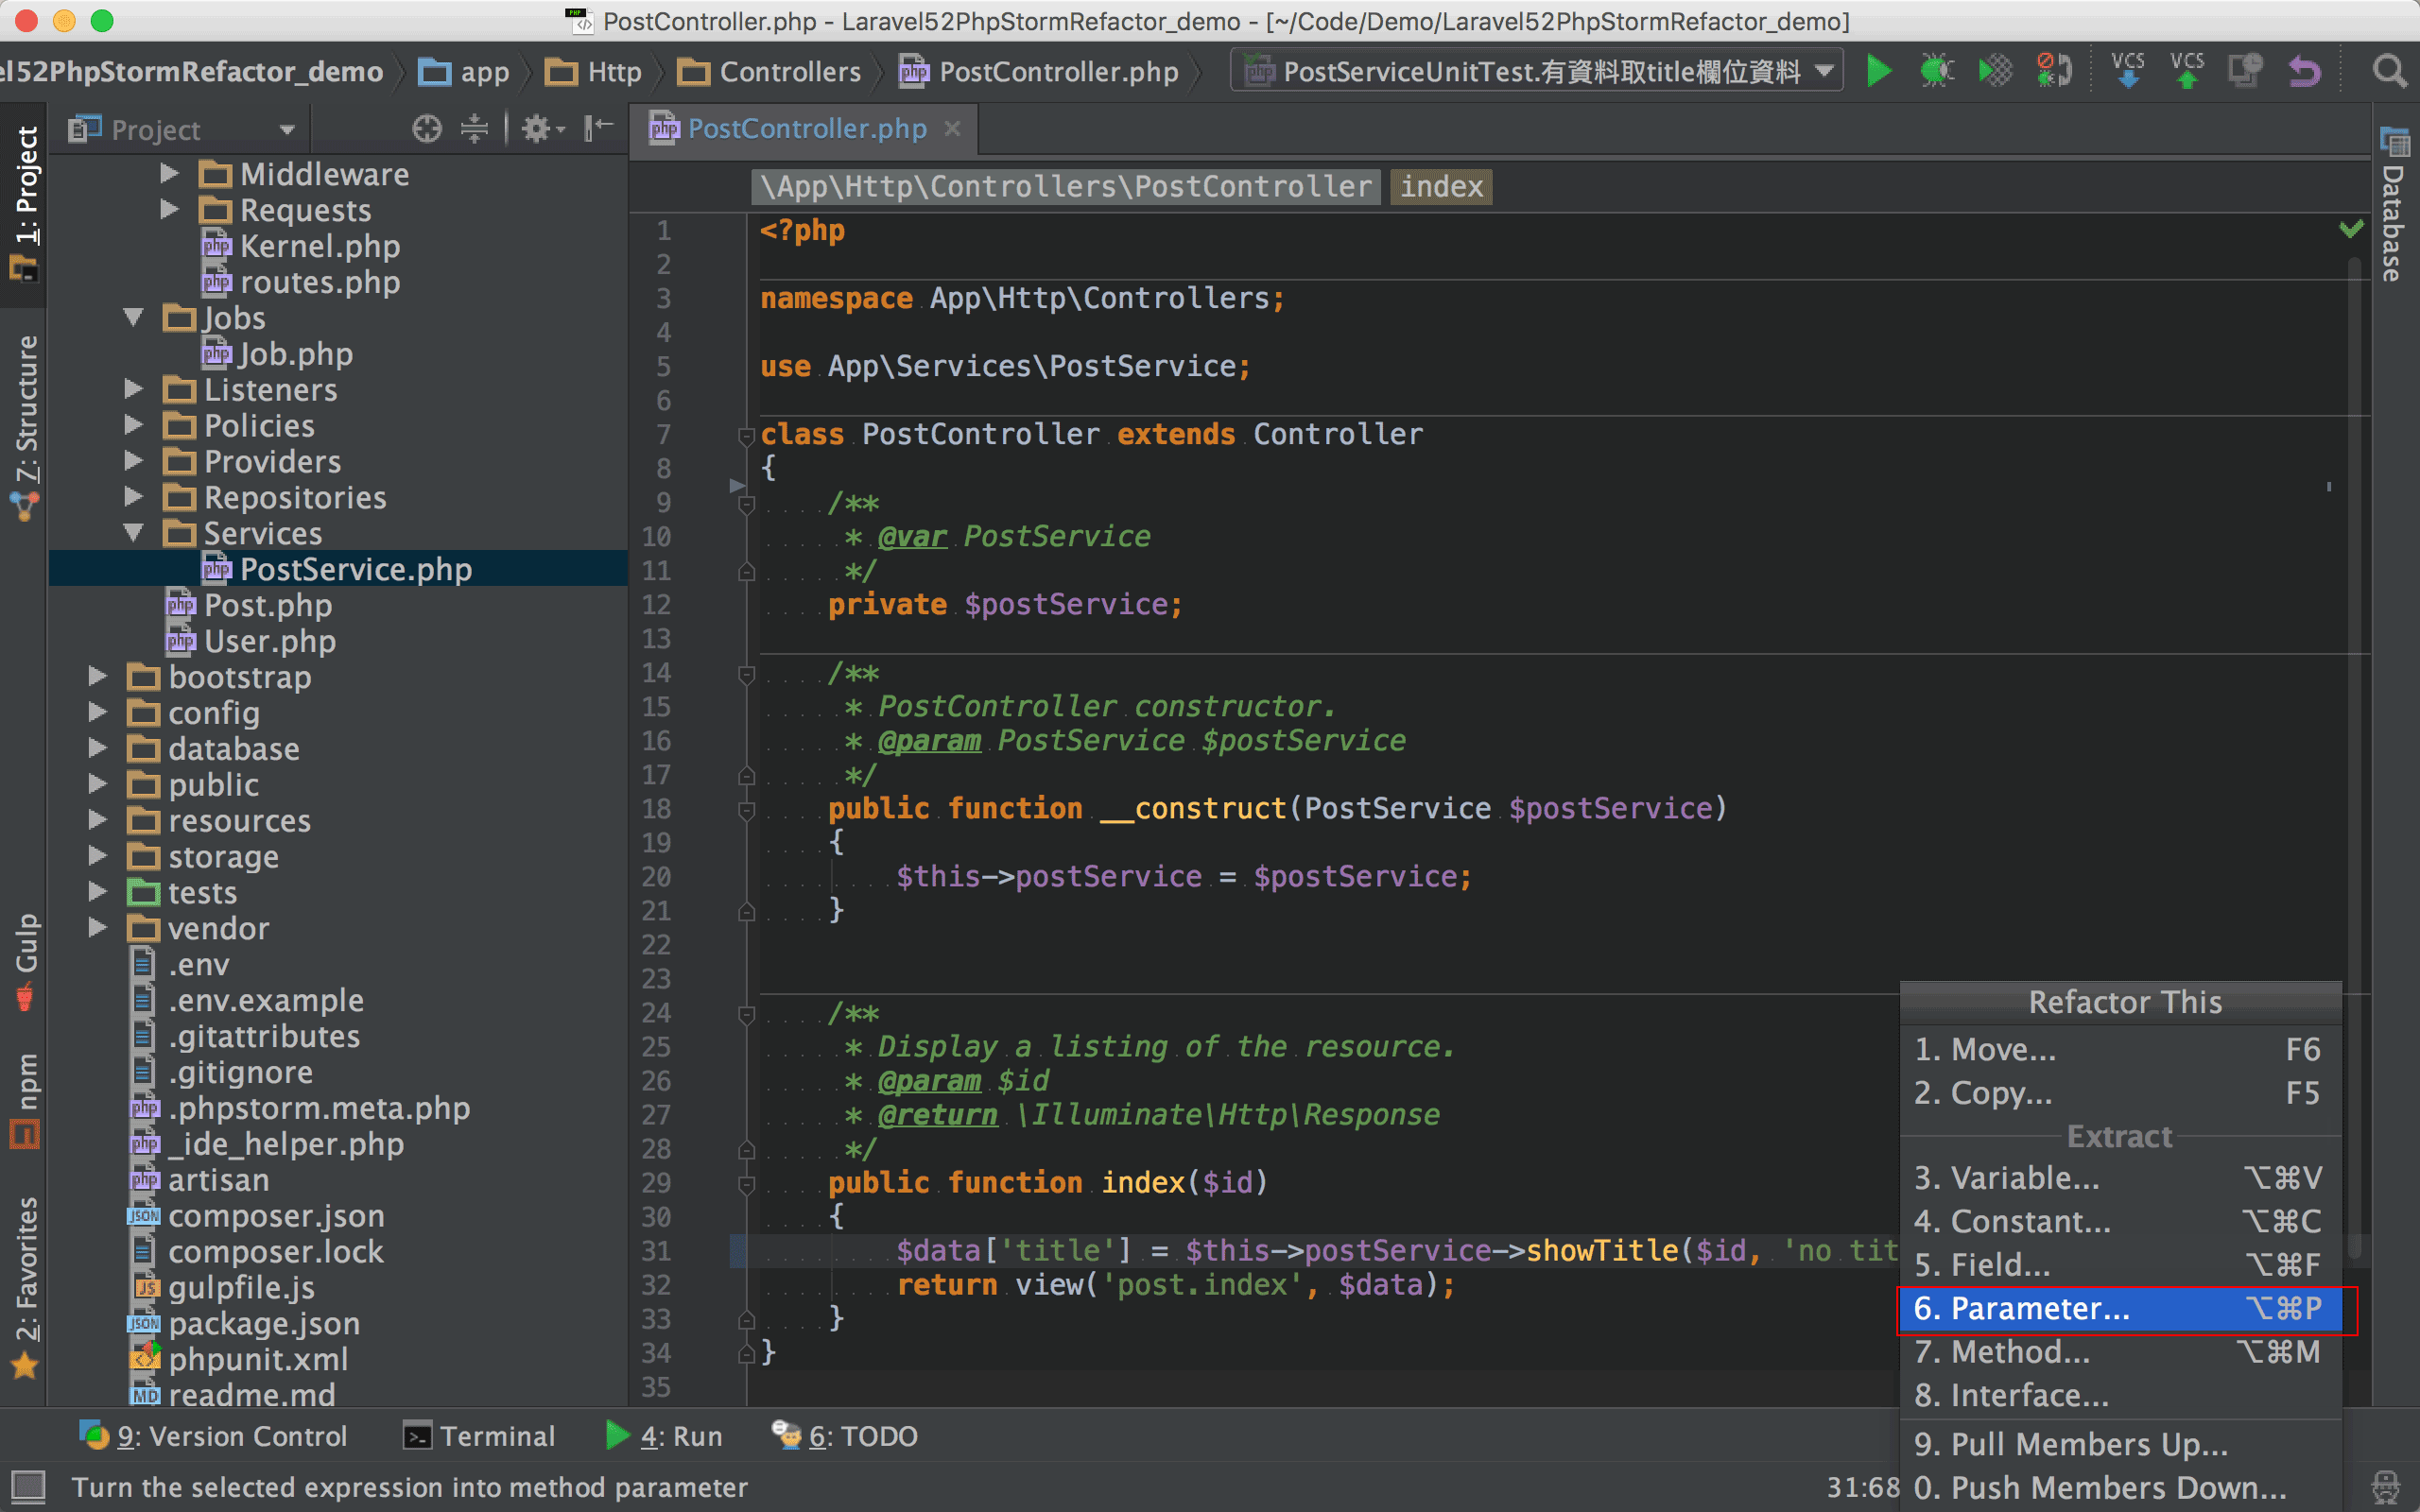 PostController.php - Laravel52PhpStormRefactor_demo - [~/Code/Demo/Laravel52PhpStormRefactor_demo]
el52PhpStormRefactor_demo app Http Controllers PostController.php PostServiceUnitTest.有資料取title欄位資料 VCS VCS
1: Project
7: Structure
Gulp
npm
2: Favorites
Project
Middleware
Requests
Kernel.php
routes.php
Jobs
Job.php
Listeners
Policies
Providers
Repositories
Services
PostService.php
Post.php
User.php
bootstrap
config
database
public
resources
storage
tests
vendor
.env
.env.example
.gitattributes
.gitignore
.phpstorm.meta.php
_ide_helper.php
artisan
composer.json
composer.lock
gulpfile.js
package.json
phpunit.xml
readme.md
PostController.php
\App\Http\Controllers\PostController index
1 <?php
2
3 namespace App\Http\Controllers;
4
5 use App\Services\PostService;
6
7 class PostController extends Controller
8 {
9 /**
10 * @var PostService
11 */
12 private $postService;
13
14 /**
15 * PostController constructor.
16 * @param PostService $postService
17 */
18 public function __construct(PostService $postService)
19 {
20 $this->postService = $postService;
21 }
22
23
24 /**
25 * Display a listing of the resource.
26 * @param $id
27 * @return \Illuminate\Http\Response
28 */
29 public function index($id)
30 {
31 $data['title'] = $this->postService->showTitle($id, 'no tit
32 return view('post.index', $data);
33 }
34 }
35
Database
Refactor This
1. Move... F6
2. Copy... F5
Extract
3. Variable... ⌥⌘V
4. Constant... ⌥⌘C
5. Field... ⌥⌘F
6. Parameter... ⌥⌘P
7. Method... ⌥⌘M
8. Interface...
9. Pull Members Up...
0. Push Members Down...
9: Version Control Terminal 4: Run 6: TODO
Turn the selected expression into method parameter 31:68